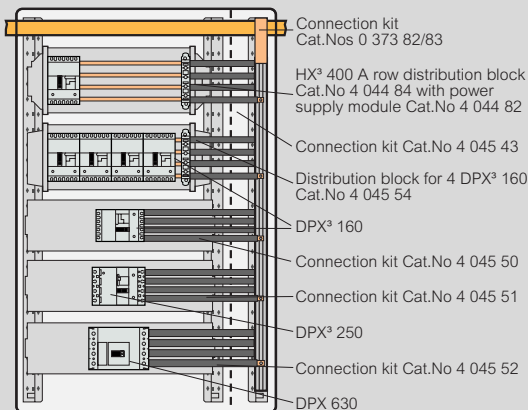 Connection kit
Cat.Nos 0 373 82/83
HX³ 400 A row distribution block
Cat.No 4 044 84 with power
supply module Cat.No 4 044 82
Connection kit Cat.No 4 045 43
Distribution block for 4 DPX³ 160
Cat.No 4 045 54
DPX³ 160
Connection kit Cat.No 4 045 50
Connection kit Cat.No 4 045 51
DPX³ 250
Connection kit Cat.No 4 045 52
DPX 630